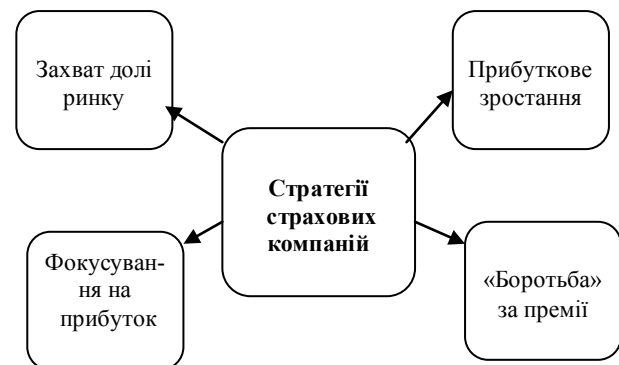 Захват долі
ринку
Прибуткове
зростання
Стратегії
страхових
компаній
Фокусуван-
ня на
прибуток
«Боротьба»
за премії